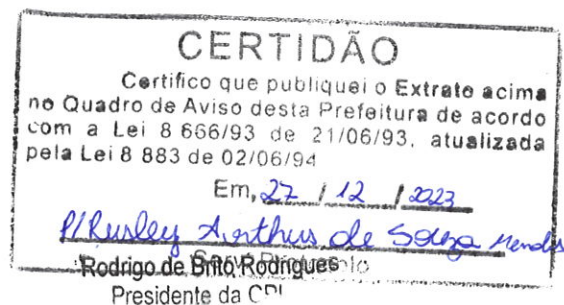 CERTIDÃO
Certifico que publiquei o Extrato acima
no Quadro de Aviso desta Prefeitura de acordo
com a Lei 8 666/93 de 21/06/93, atualizada
pela Lei 8 883 de 02/06/94
Em, 27 / 12 / 2023
P/ Rusley Arthus de Souza Mendes
Rodrigo de Brito Rodrigues
Presidente da CPL